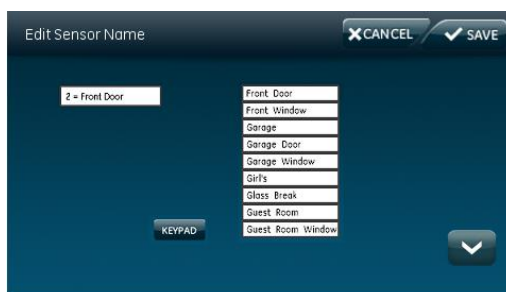 Edit Sensor Name
CANCEL
SAVE
2 = Front Door
Front Door
Front Window
Garage
Garage Door
Garage Window
Girl's
Glass Break
Guest Room
Guest Room Window
KEYPAD